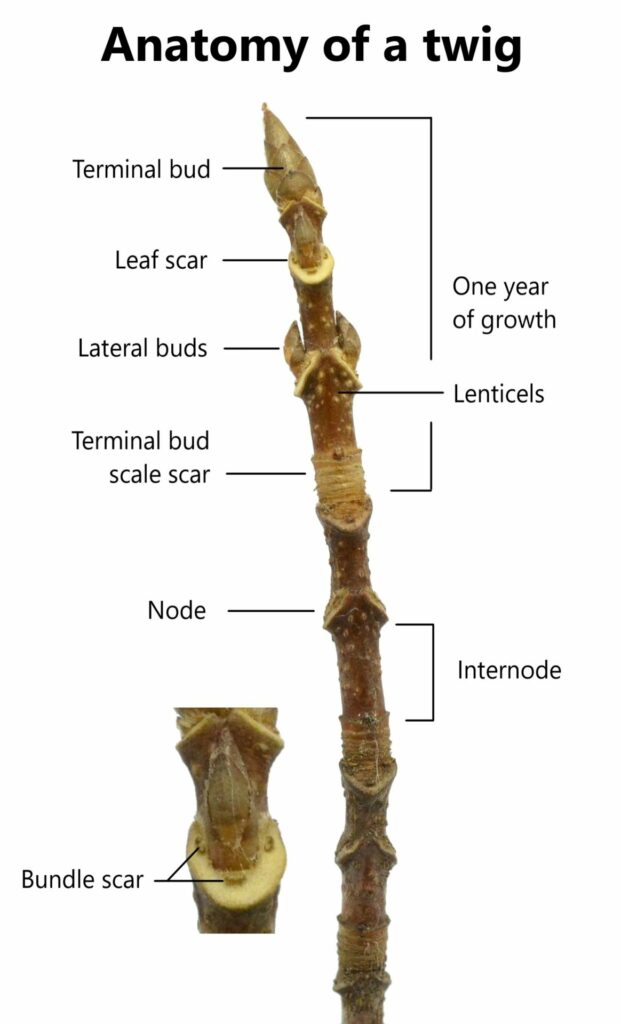 Anatomy of a twig
Terminal bud
Leaf scar
One year
of growth
Lateral buds
Lenticels
Terminal bud
scale scar
Node
Internode
Bundle scar